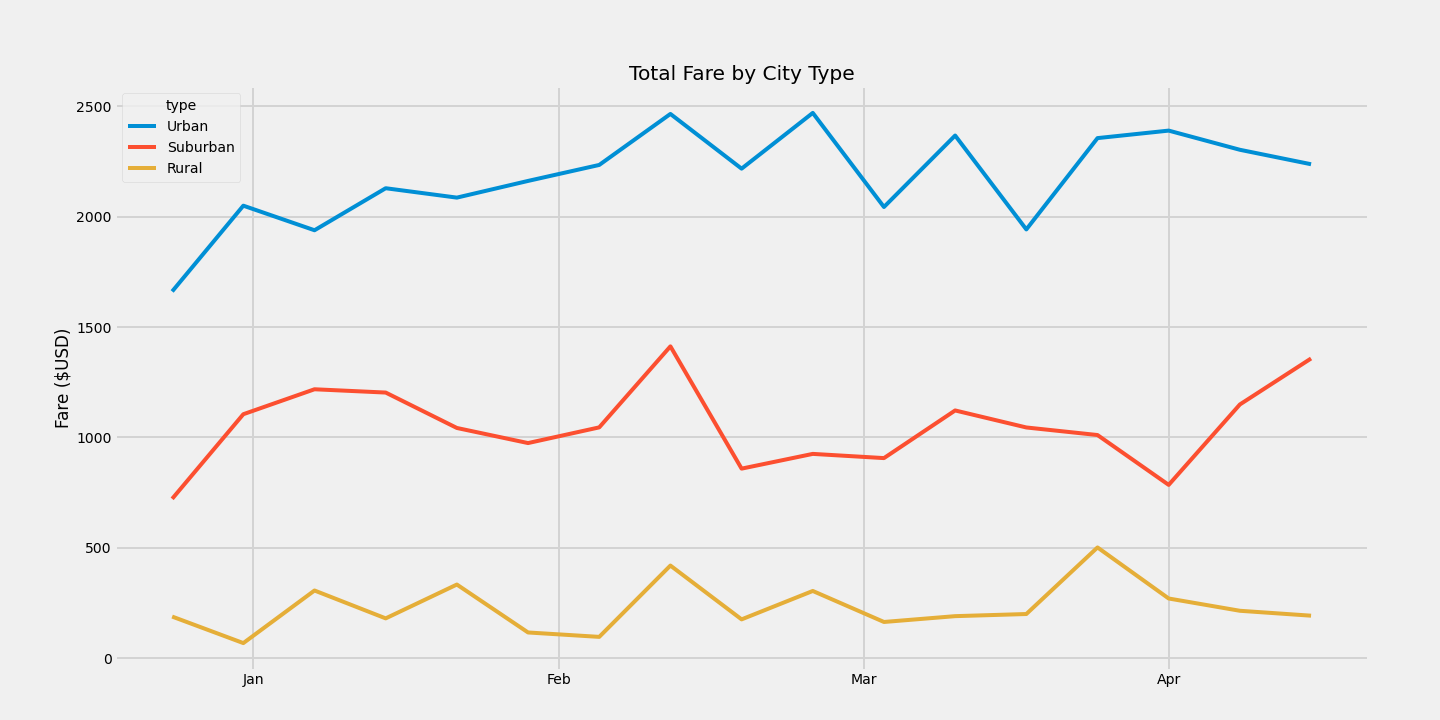 Total Fare by City Type
type
Urban
Suburban
Rural
Fare ($USD)
2500
2000
1500
1000
500
0
Jan Feb Mar Apr